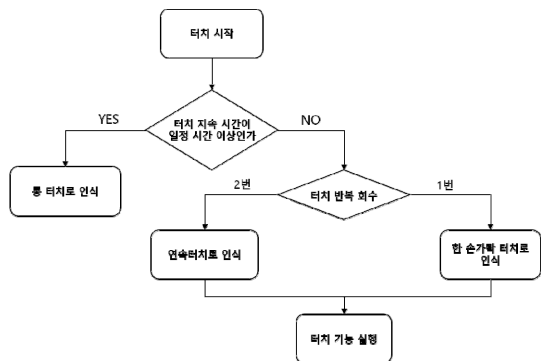 터치 시작
터치 지속 시간이
일정 시간 이상인가
YES
NO
롱 터치로 인식
터치 반복 회수
2번
1번
연속터치로 인식
한 손가락 터치로
인식
터치 기능 실행